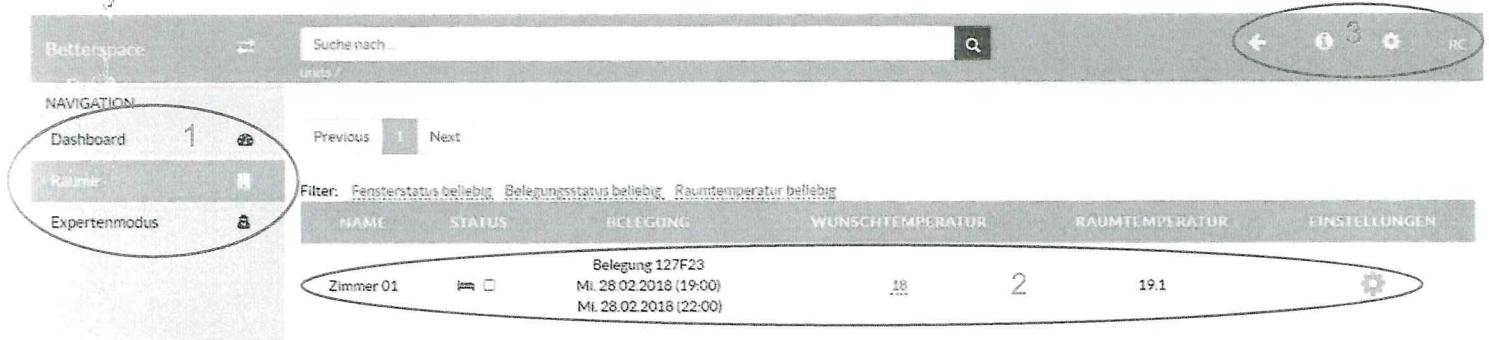 Betterspace
Suche nach ...
3
RC
units /
NAVIGATION
Dashboard 1
Räume
Expertenmodus
Previous 1 Next
Filter: Fensterstatus beliebig Belegungsstatus beliebig Raumtemperatur beliebig
NAME STATUS BELEGUNG WUNSCHTEMPERATUR RAUMTEMPERATUR EINSTELLUNGEN
Belegung 127F23
Zimmer 01 Mi. 28.02.2018 (19:00) 18 2 19.1
Mi. 28.02.2018 (22:00)